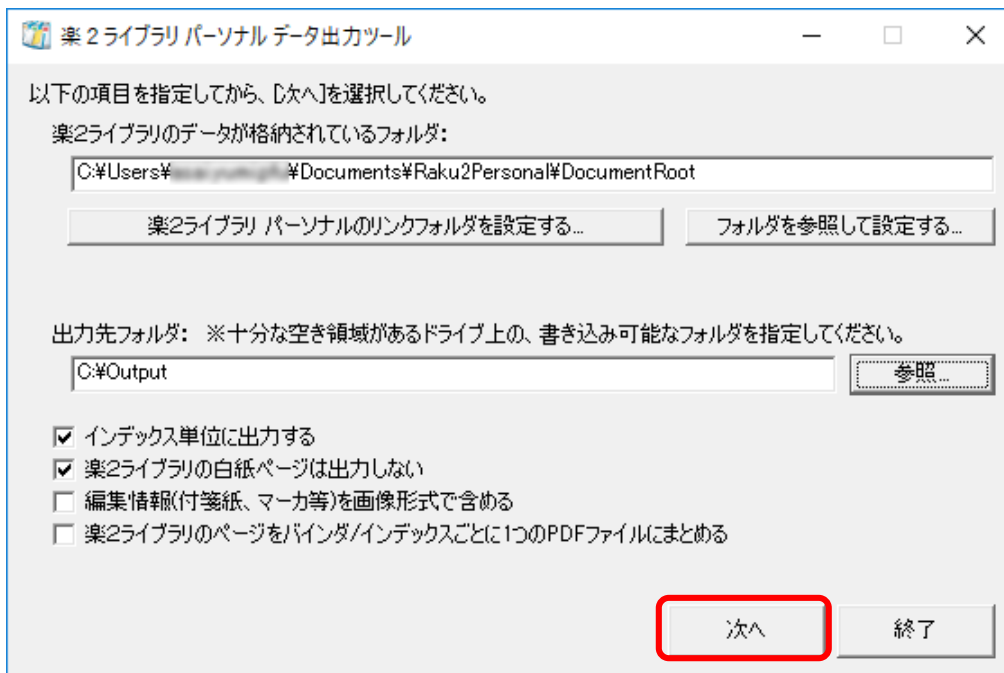 楽２ライブラリ パーソナル データ出力ツール
以下の項目を指定してから、[次へ]を選択してください。
楽2ライブラリのデータが格納されているフォルダ:
C:¥Users¥ ¥Documents¥Raku2Personal¥DocumentRoot
楽2ライブラリ パーソナルのリンクフォルダを設定する... フォルダを参照して設定する...
出力先フォルダ: ※十分な空き領域があるドライブ上の、書き込み可能なフォルダを指定してください。
C:¥Output 参照...
インデックス単位に出力する
楽2ライブラリの白紙ページは出力しない
編集情報(付箋紙、マーカ等)を画像形式で含める
楽2ライブラリのページをバインダ/インデックスごとに1つのPDFファイルにまとめる
次へ 終了